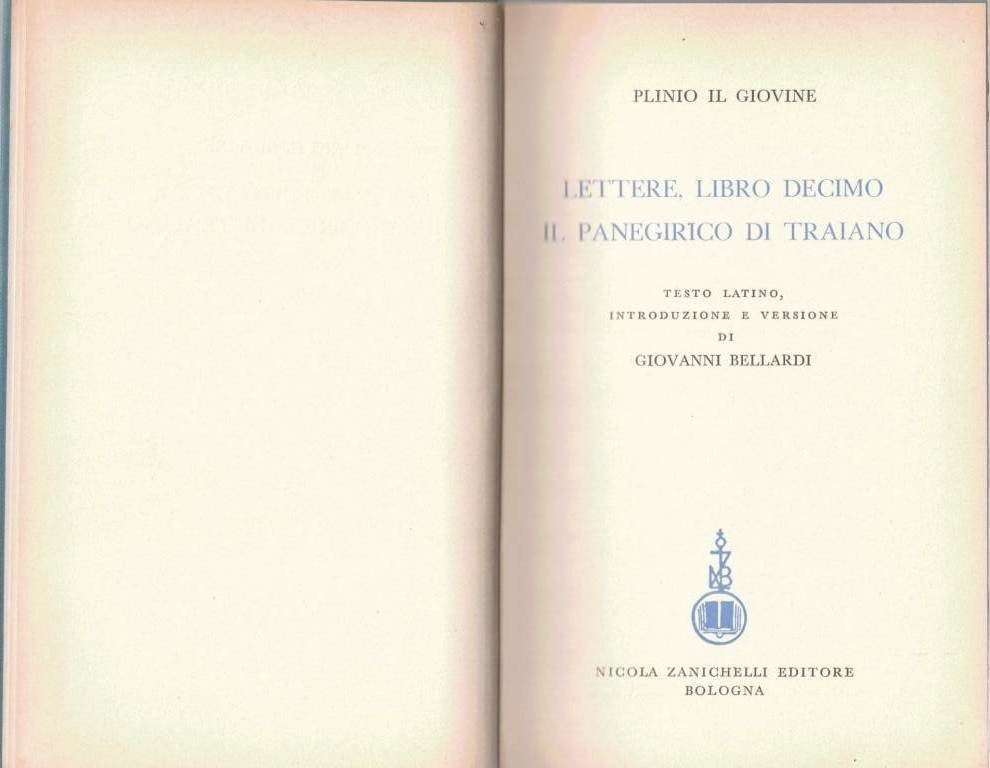 PLINIO IL GIOVINE
LETTERE, LIBRO DECIMO
IL PANEGIRICO DI TRAIANO
TESTO LATINO,
INTRODUZIONE E VERSIONE
DI
GIOVANNI BELLARDI
NICOLA ZANICHELLI EDITORE
BOLOGNA